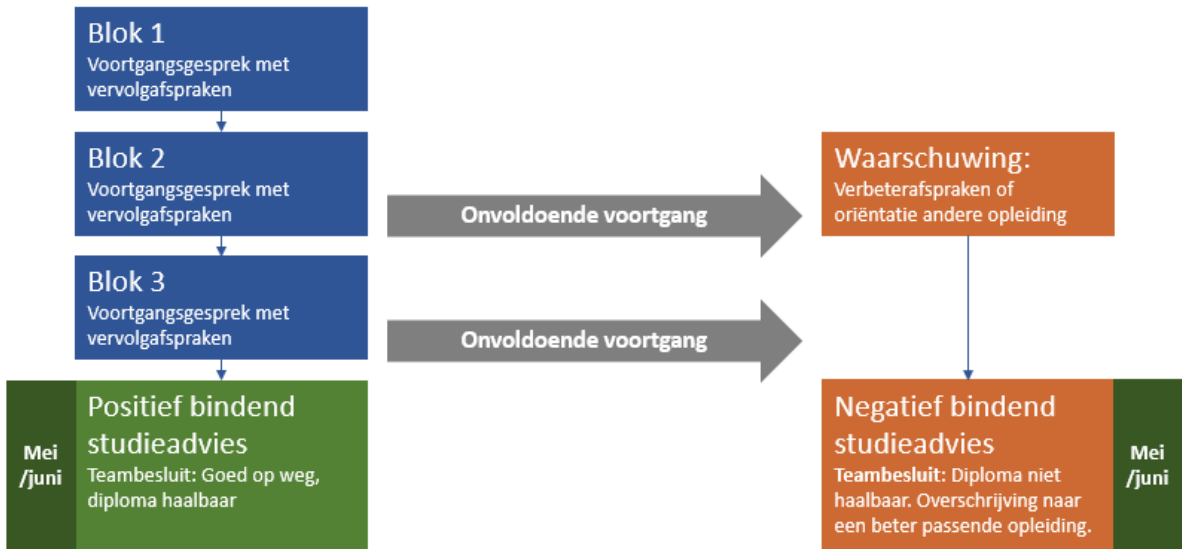 Blok 1
Voortgangsgesprek met
vervolgafspraken
Blok 2
Voortgangsgesprek met
vervolgafspraken
Onvoldoende voortgang
Waarschuwing:
Verbeterafspraken of
oriëntatie andere opleiding
Blok 3
Voortgangsgesprek met
vervolgafspraken
Onvoldoende voortgang
Mei
/juni
Positief bindend
studieadvies
Teambesluit: Goed op weg,
diploma haalbaar
Negatief bindend
studieadvies
Teambesluit: Diploma niet
haalbaar. Overschrijving naar
een beter passende opleiding.
Mei
/juni